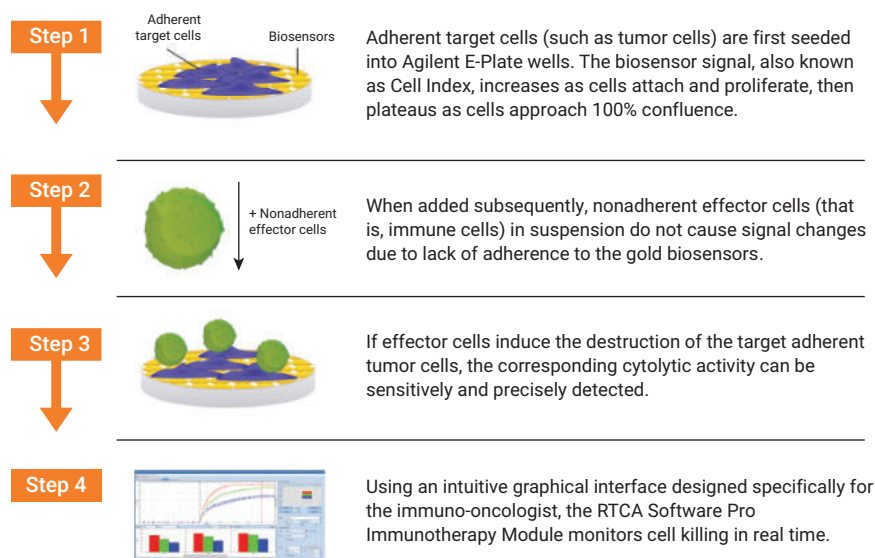 Step 1
Adherent
target cells
Biosensors
Adherent target cells (such as tumor cells) are first seeded
into Agilent E-Plate wells. The biosensor signal, also known
as Cell Index, increases as cells attach and proliferate, then
plateaus as cells approach 100% confluence.
Step 2
+ Nonadherent
effector cells
When added subsequently, nonadherent effector cells (that
is, immune cells) in suspension do not cause signal changes
due to lack of adherence to the gold biosensors.
Step 3
If effector cells induce the destruction of the target adherent
tumor cells, the corresponding cytolytic activity can be
sensitively and precisely detected.
Step 4
Using an intuitive graphical interface designed specifically for
the immuno-oncologist, the RTCA Software Pro
Immunotherapy Module monitors cell killing in real time.